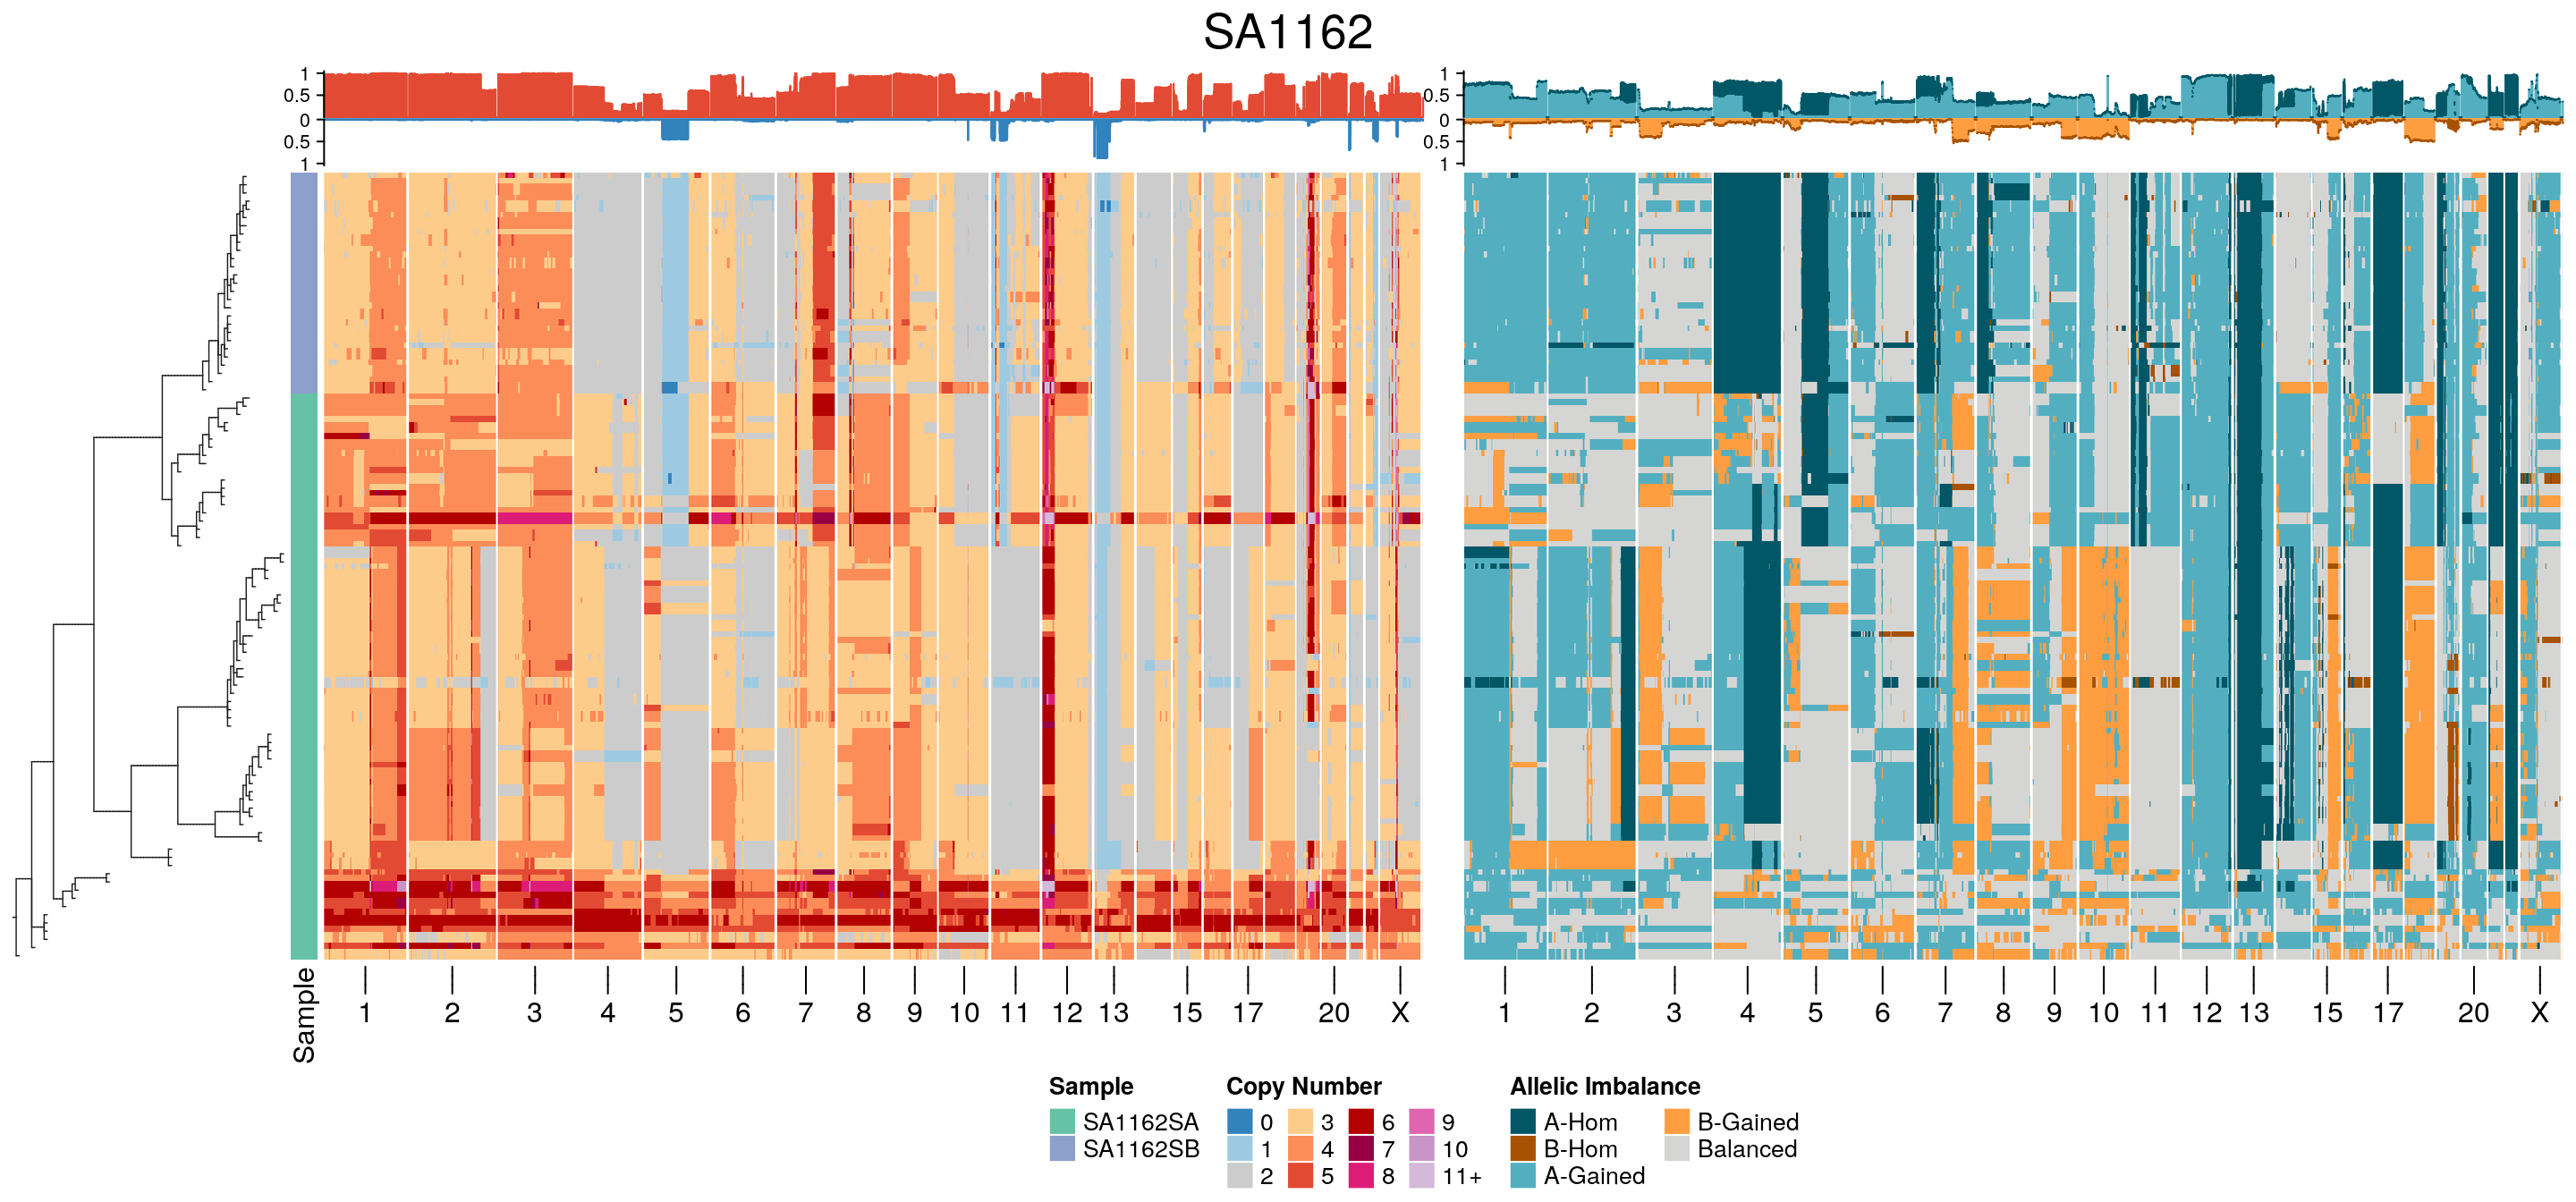 SA1162
1
0.5
0
0.5
1
1
0.5
0
0.5
1
Sample
1 2 3 4 5 6 7 8 9 10 11 12 13 15 17 20 X
1 2 3 4 5 6 7 8 9 10 11 12 13 15 17 20 X
Sample
SA1162SA
SA1162SB
Copy Number
0 3 6 9
1 4 7 10
2 5 8 11+
Allelic Imbalance
A-Hom B-Gained
B-Hom Balanced
A-Gained